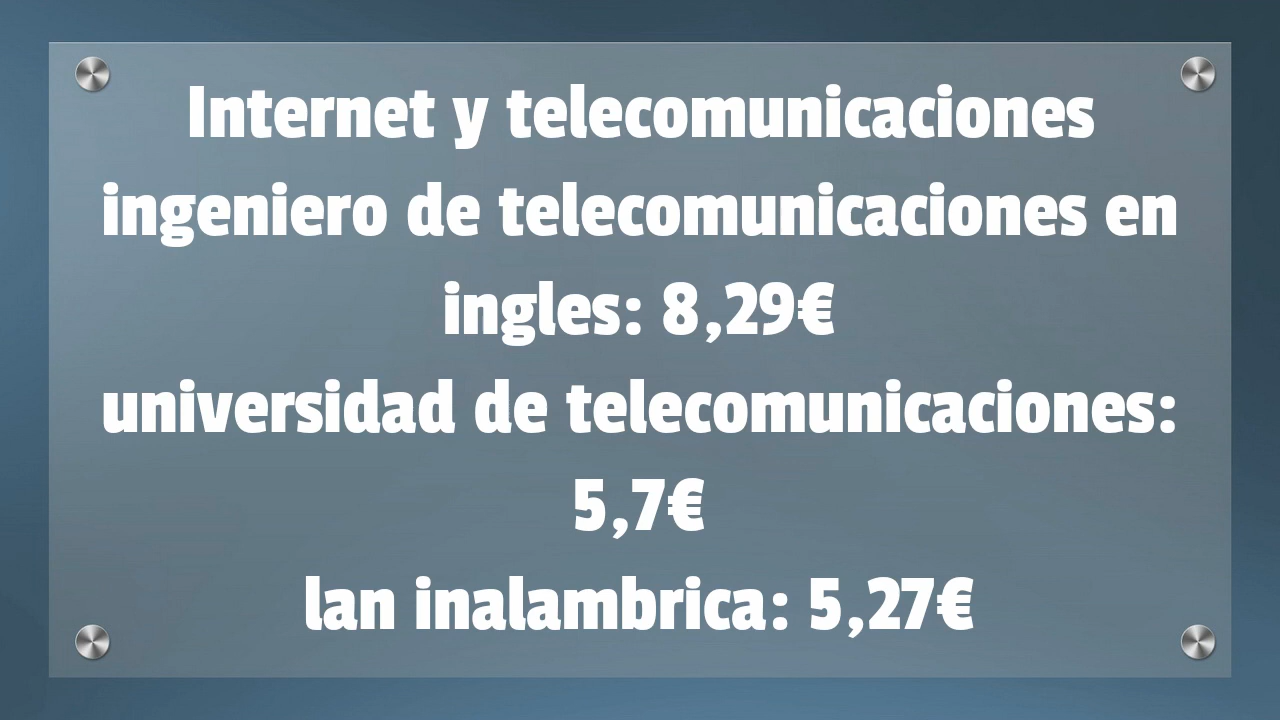 Internet y telecomunicaciones
ingeniero de telecomunicaciones en
ingles: 8,29€
universidad de telecomunicaciones:
5,7€
lan inalambrica: 5,27€